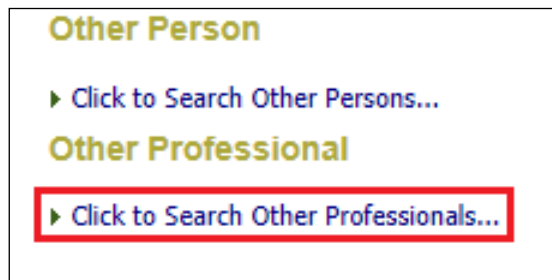 Other Person
Click to Search Other Persons...
Other Professional
Click to Search Other Professionals...